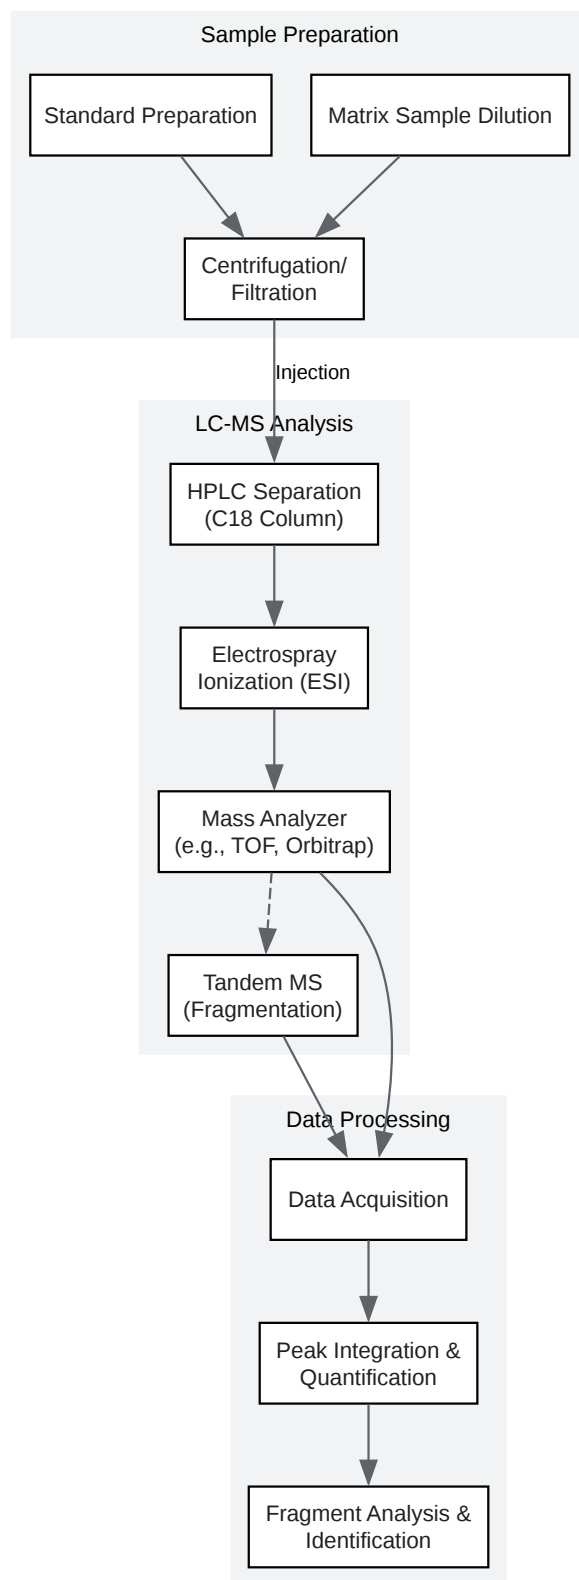 Sample Preparation
Standard Preparation
Matrix Sample Dilution
Centrifugation/
Filtration
Injection
LC-MS Analysis
HPLC Separation
(C18 Column)
Electrospray
Ionization (ESI)
Mass Analyzer
(e.g., TOF, Orbitrap)
Tandem MS
(Fragmentation)
Data Processing
Data Acquisition
Peak Integration &
Quantification
Fragment Analysis &
Identification